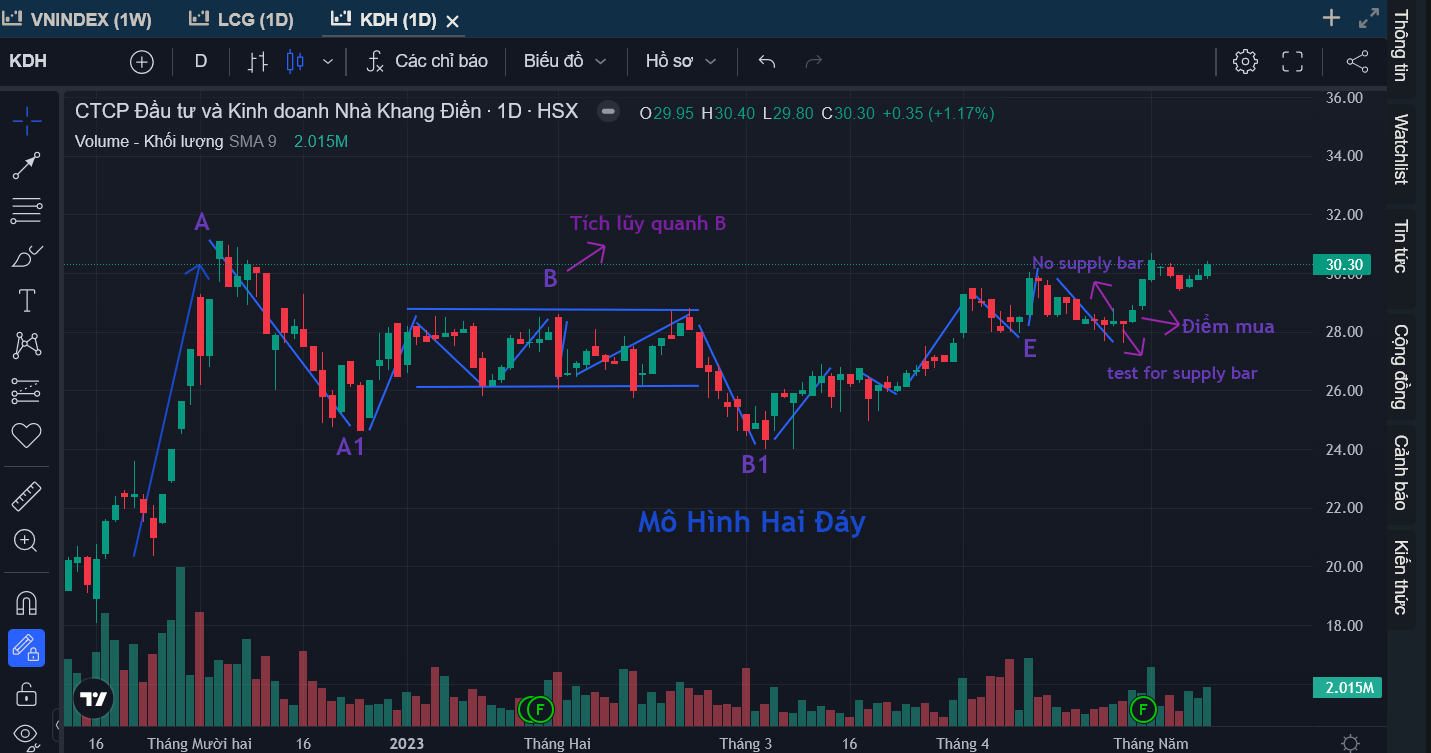 VNINDEX (1W) LCG (1D) KDH (1D)
KDH D Các chỉ báo Biểu đồ Hồ sơ
CTCP Đầu tư và Kinh doanh Nhà Khang Điền · 1D · HSX O29.95 H30.40 L29.80 C30.30 +0.35 (+1.17%)
Volume - Khối lượng SMA 9 2.015M
36.00
34.00
32.00
30.30
30.00
28.00
26.00
24.00
22.00
20.00
18.00
2.015M
A
Tích lũy quanh B
B
No supply bar
Điểm mua
E
test for supply bar
A1
B1
Mô Hình Hai Đáy
F
F
16 Tháng Mười hai 16 2023 Tháng Hai Tháng 3 16 Tháng 4 Tháng Năm
Thông tin
Watchlist
Tin tức
Cộng đồng
Cảnh báo
Kiến thức